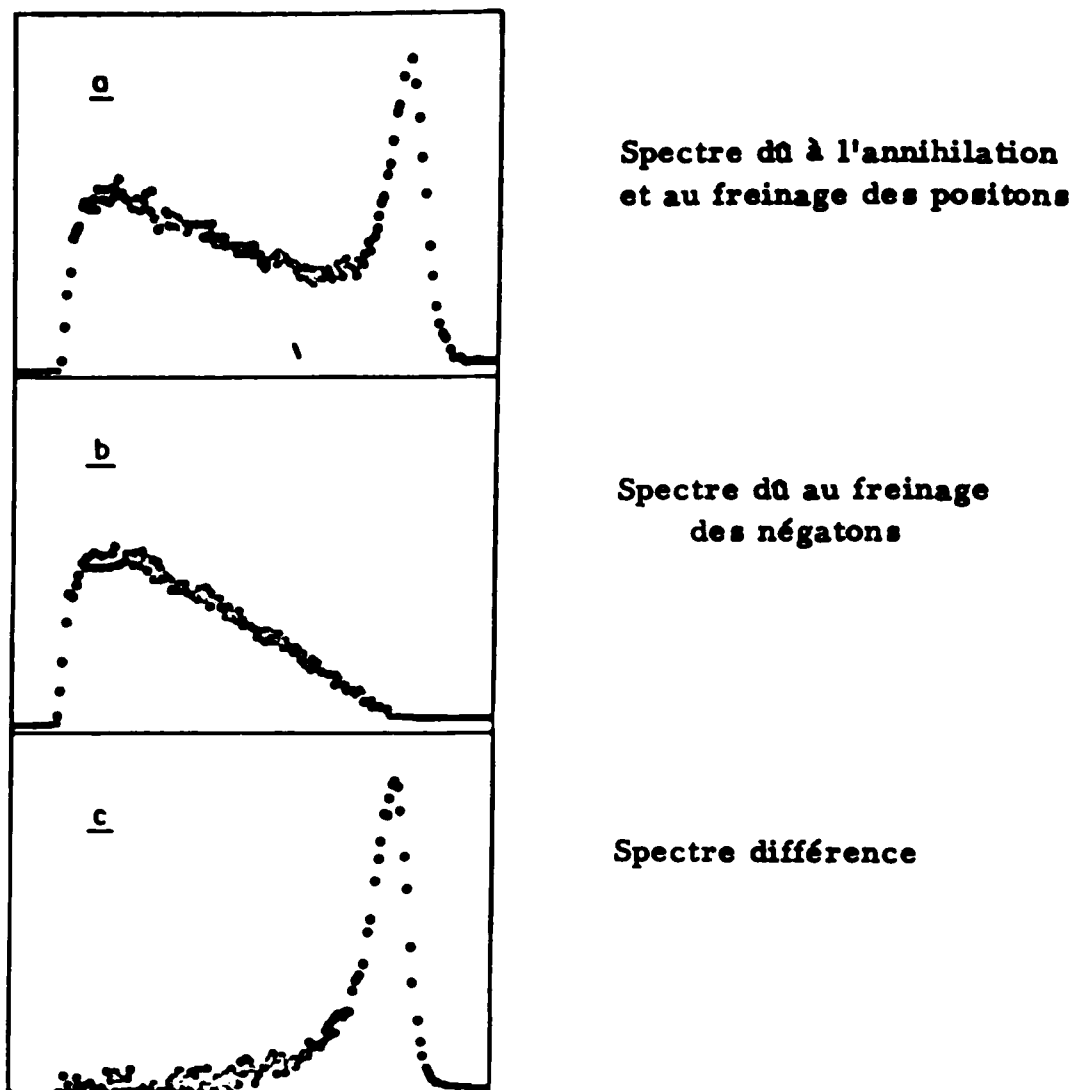 a
Spectre dû à l'annihilation
et au freinage des positons
b
Spectre dû au freinage
des négatons
c
Spectre différence